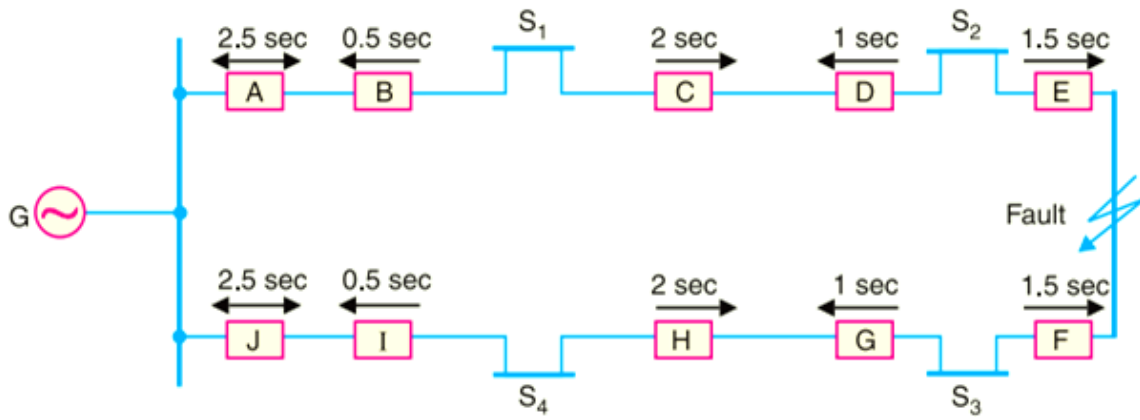 2.5 sec 0.5 sec S1 2 sec 1 sec S2 1.5 sec
A B C D E
G
Fault
2.5 sec 0.5 sec 2 sec 1 sec 1.5 sec
J I H G F
S4 S3